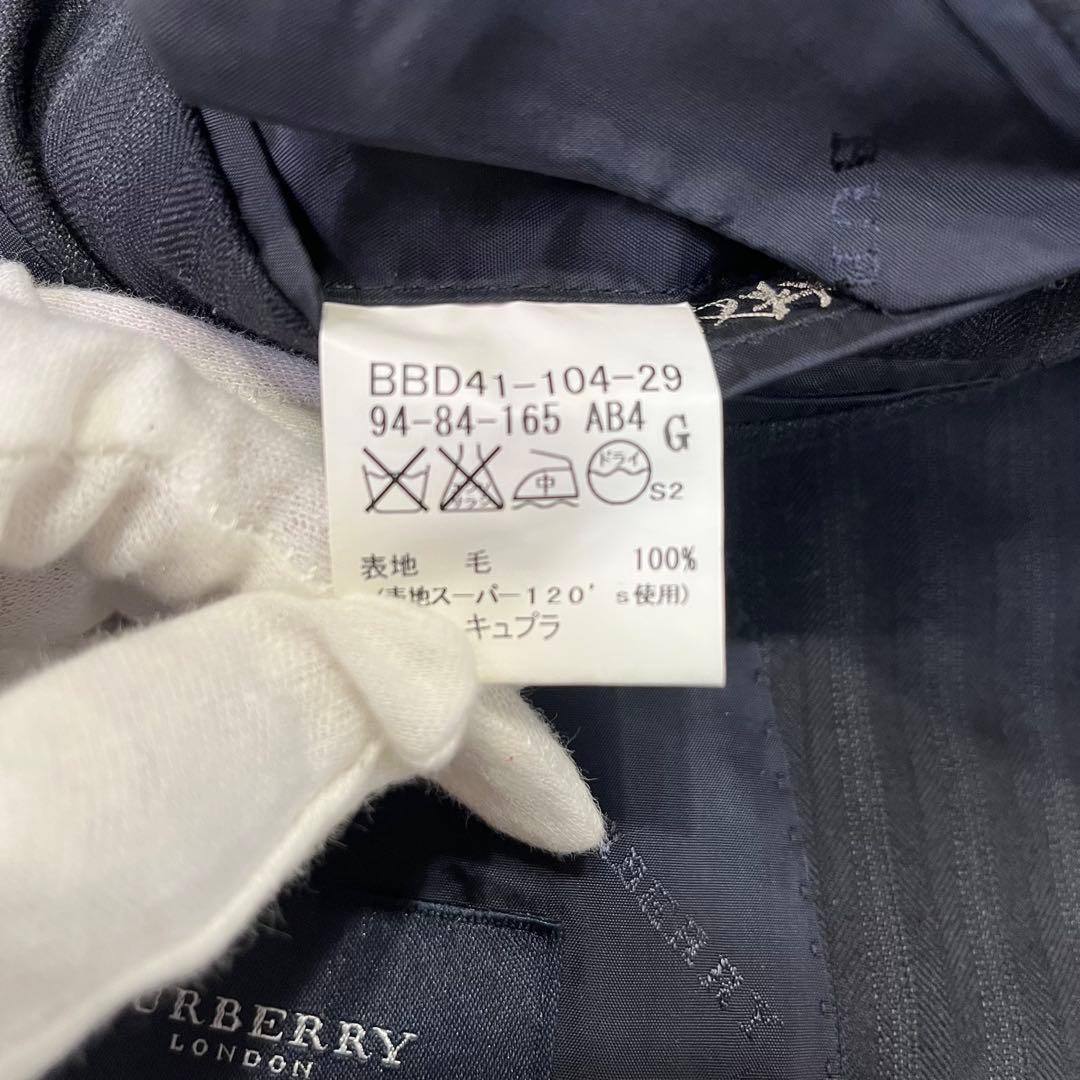 BBD41-104-29
94-84-165 AB4 G
中 ドライ
S2
表地 毛 100%
(表地スーパー120's使用)
キュプラ
BURBERRY
LONDON